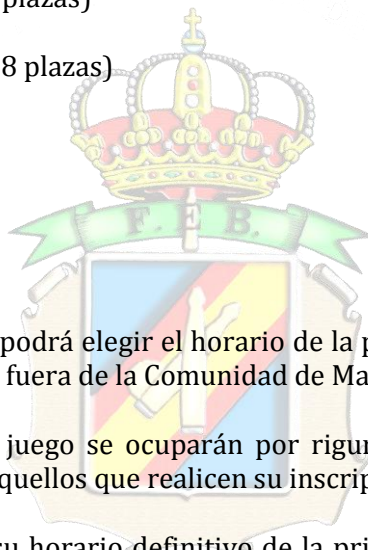 plazas)
8 plazas)
F. E. B.
podrá elegir el horario de la p
fuera de la Comunidad de Ma
juego se ocuparán por rigu
quellos que realicen su inscrip
u horario definitivo de la pri